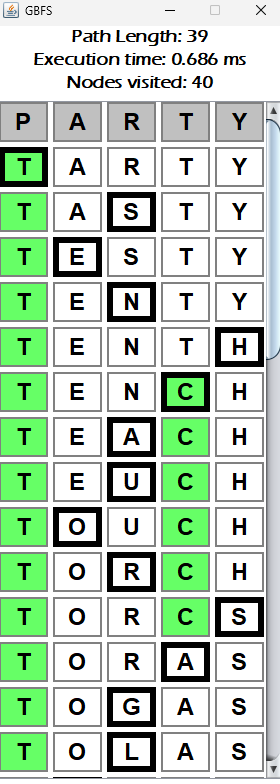 GBFS
Path Length: 39
Execution time: 0.686 ms
Nodes visited: 40
P A R T Y
T A R T Y
T A S T Y
T E S T Y
T E N T Y
T E N T H
T E N C H
T E A C H
T E U C H
T O U C H
T O R C H
T O R C S
T O R A S
T O G A S
T O L A S